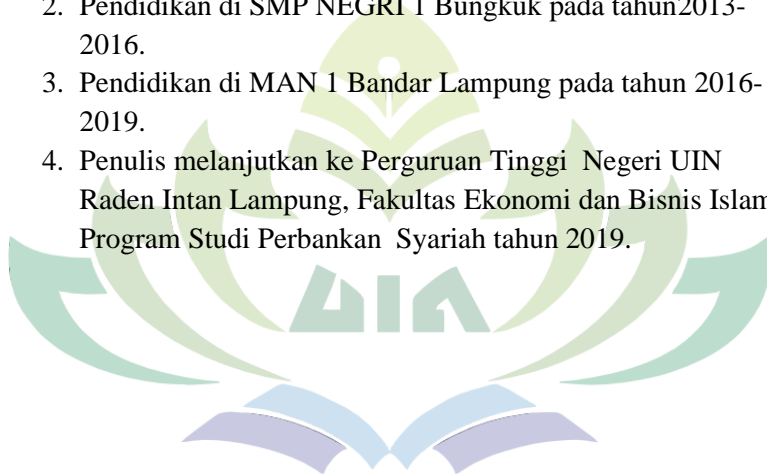 2. Pendidikan di SMP NEGRI 1 Bungkuk pada tahun2013-
2016.
3. Pendidikan di MAN 1 Bandar Lampung pada tahun 2016-
2019.
4. Penulis melanjutkan ke Perguruan Tinggi Negeri UIN
Raden Intan Lampung, Fakultas Ekonomi dan Bisnis Islam
Program Studi Perbankan Syariah tahun 2019.
UIN